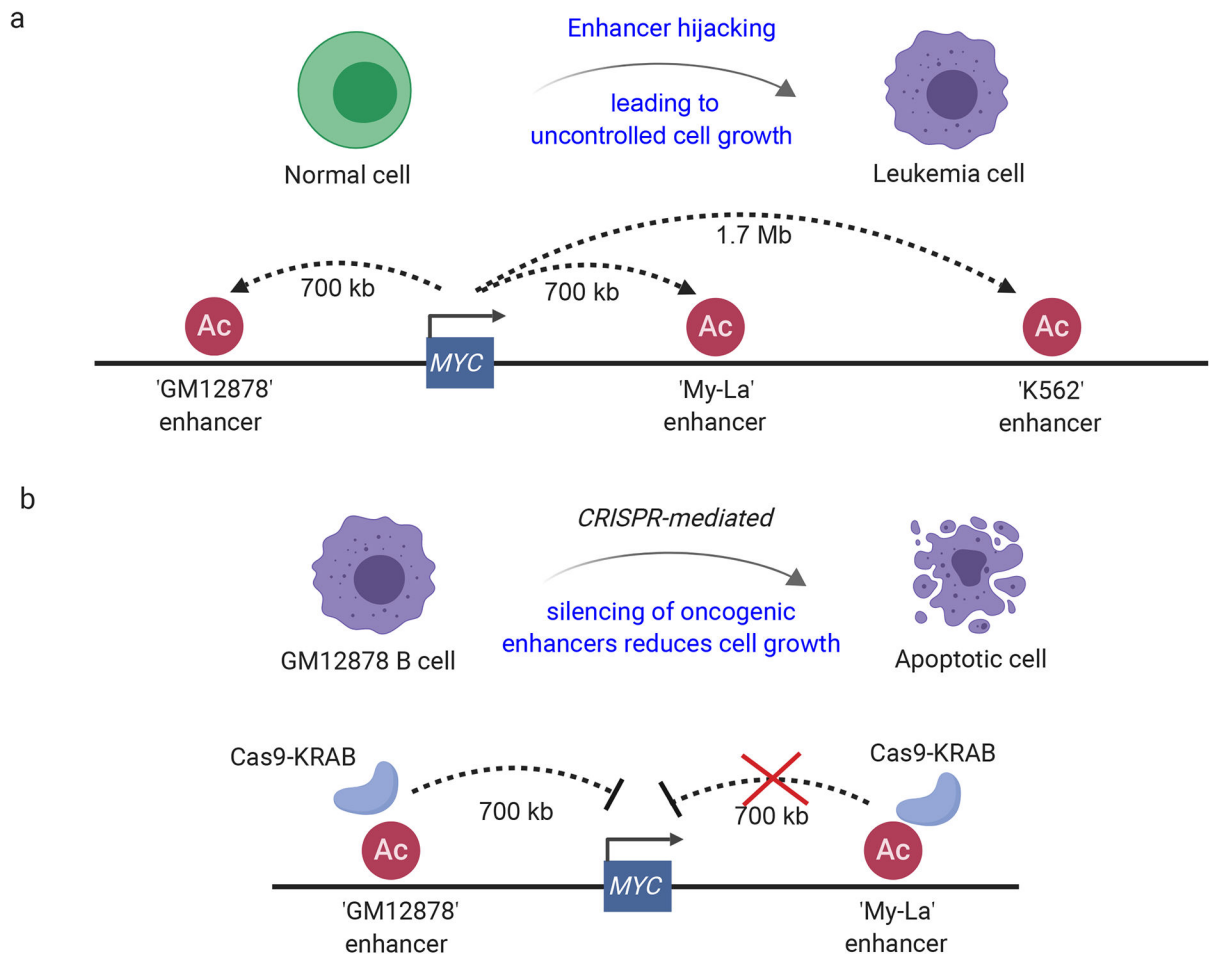 a
Enhancer hijacking
leading to
uncontrolled cell growth
Normal cell
Leukemia cell
1.7 Mb
700 kb
700 kb
Ac
Ac
Ac
MYC
'GM12878'
enhancer
'My-La'
enhancer
'K562'
enhancer
b
CRISPR-mediated
silencing of oncogenic
enhancers reduces cell growth
GM12878 B cell
Apoptotic cell
Cas9-KRAB
Cas9-KRAB
700 kb
700 kb
Ac
Ac
MYC
'GM12878'
enhancer
'My-La'
enhancer